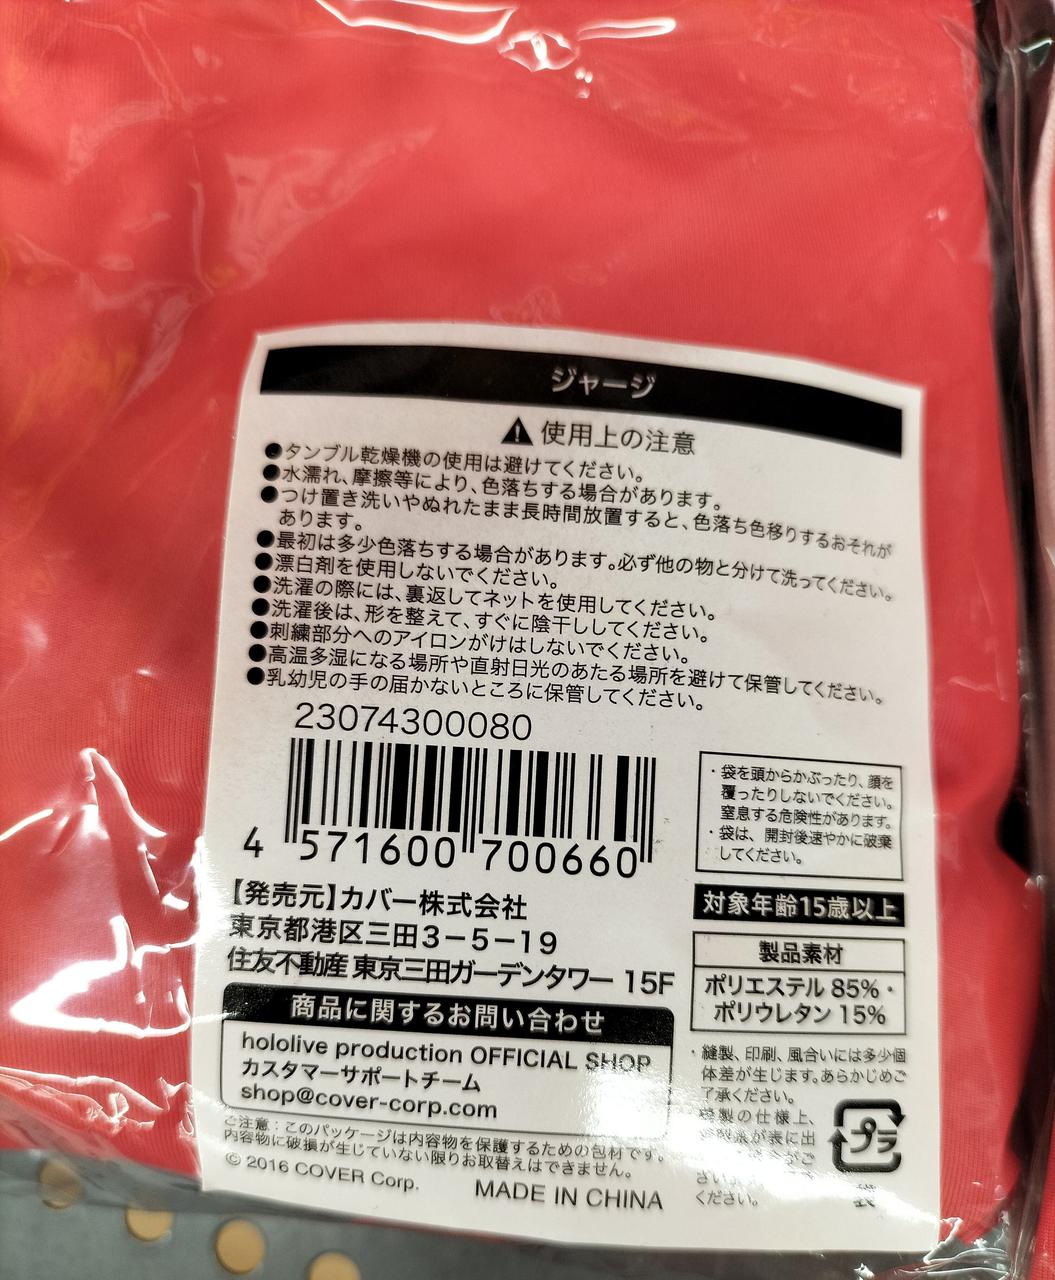 ジャージ
使用上の注意
●タンブル乾燥機の使用は避けてください。
●水濡れ、摩擦等により、色落ちする場合があります。
●つけ置き洗いやぬれたまま長時間放置すると、色落ち色移りするおそれが
あります。
●最初は多少色落ちする場合があります。必ず他の物と分けて洗ってください。
●漂白剤を使用しないでください。
●洗濯の際には、裏返してネットを使用してください。
●洗濯後は、形を整えて、すぐに陰干ししてください。
●刺繍部分へのアイロンがけはしないでください。
●高温多湿になる場所や直射日光のあたる場所を避けて保管してください。
●乳幼児の手の届かないところに保管してください。
23074300080
4 571600 700660
・袋を頭からかぶったり、顔を
覆ったりしないでください。
窒息する危険性があります。
・袋は、開封後速やかに破棄
してください。
【発売元】カバー株式会社
東京都港区三田3−5−19
住友不動産 東京三田ガーデンタワー 15F
対象年齢15歳以上
製品素材
ポリエステル 85%・
ポリウレタン 15%
商品に関するお問い合わせ
hololive production OFFICIAL SHOP
カスタマーサポートチーム
shop@cover-corp.com
・縫製、印刷、風合いには多少個
体差が生じます。あらかじめご
了承ください。
の仕様上、
が表に出
ください。
プラ
袋
ご注意：このパッケージは内容物を保護するための包材です。
内容物に破損が生じていない限りお取替えはできません。
© 2016 COVER Corp.
MADE IN CHINA